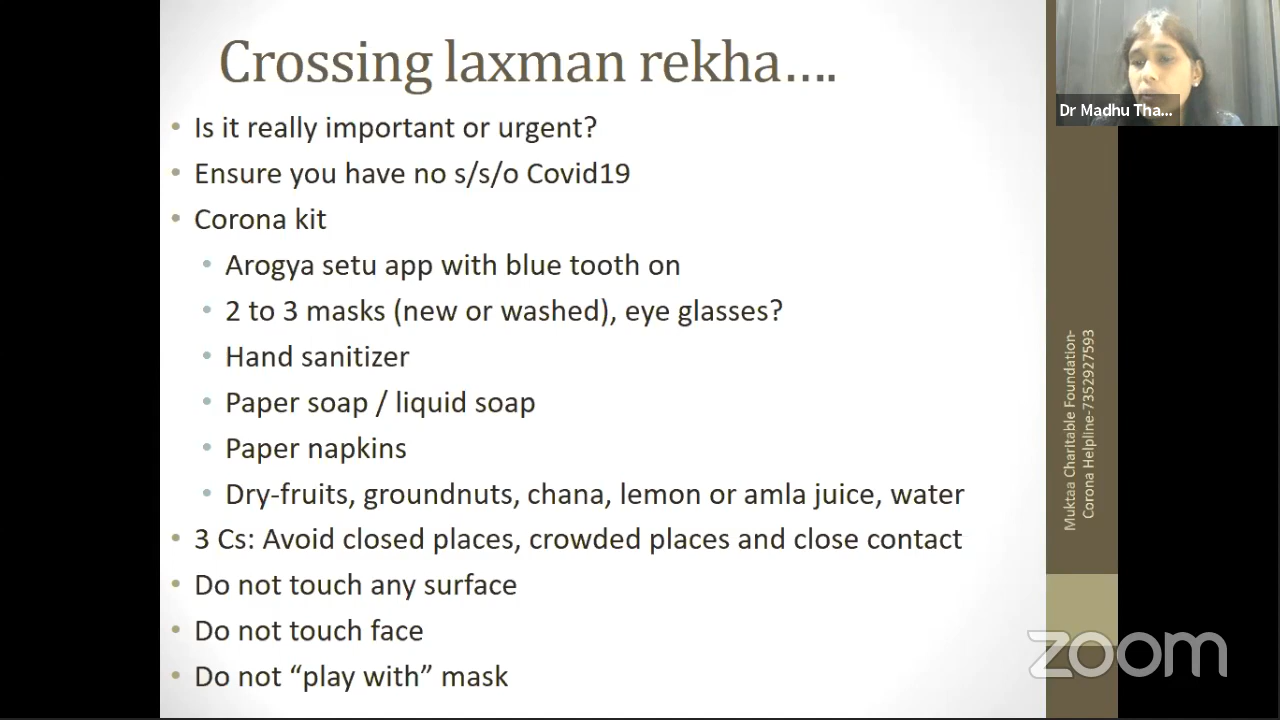 Crossing laxman rekha….
• Is it really important or urgent?
• Ensure you have no s/s/o Covid19
• Corona kit
• Arogya setu app with blue tooth on
• 2 to 3 masks (new or washed), eye glasses?
• Hand sanitizer
• Paper soap / liquid soap
• Paper napkins
• Dry-fruits, groundnuts, chana, lemon or amla juice, water
• 3 Cs: Avoid closed places, crowded places and close contact
• Do not touch any surface
• Do not touch face
• Do not “play with” mask
Dr Madhu Tha...
Muktaa Charitable Foundation-
Corona Helpline-7352927593
zoom